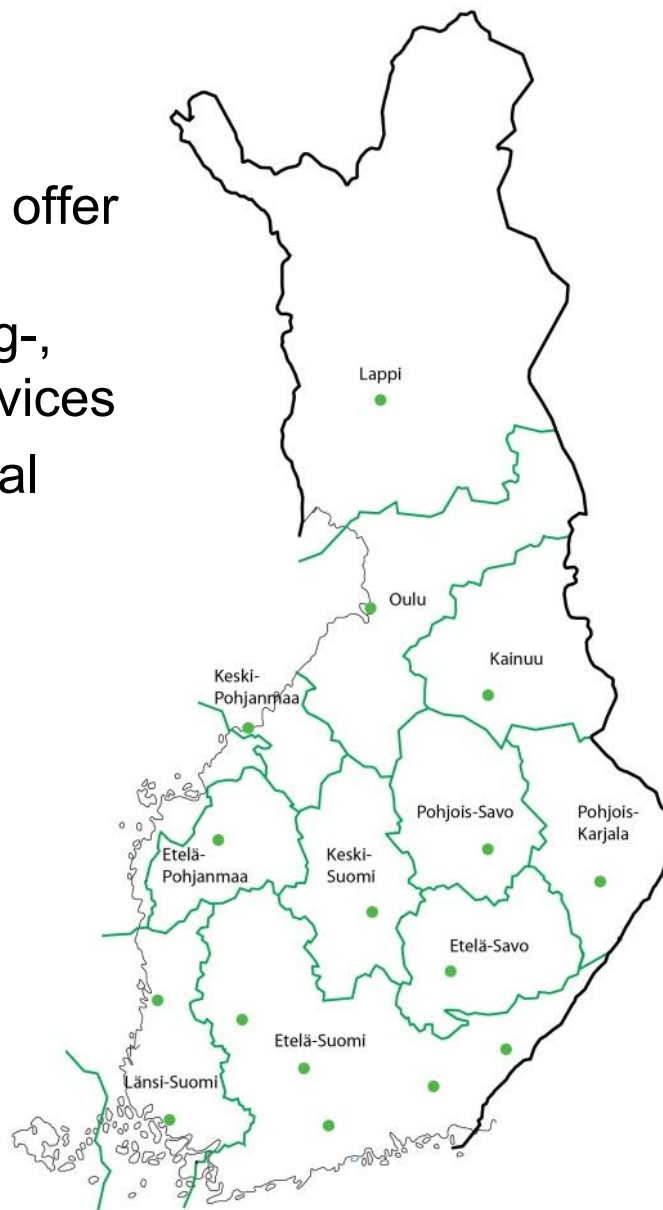 offer
g-,
vices
al
Lappi
Oulu
Kainuu
Keski-
Pohjanmaa
Pohjois-Savo
Pohjois-
Karjala
Etelä-
Pohjanmaa
Keski-
Suomi
Etelä-Savo
Etelä-Suomi
Länsi-Suomi